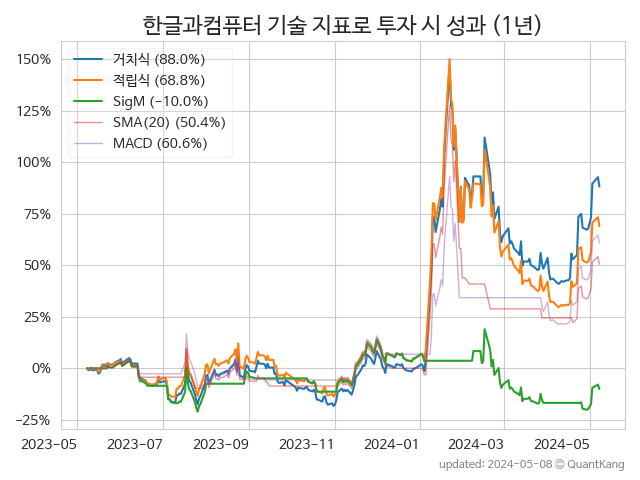 한글과컴퓨터 기술 지표로 투자 시 성과 (1년)
150%
125%
100%
75%
50%
25%
0%
−25%
거치식 (88.0%)
적립식 (68.8%)
SigM (−10.0%)
SMA(20) (50.4%)
MACD (60.6%)
2023-05
2023-07
2023-09
2023-11
2024-01
2024-03
2024-05
updated: 2024-05-08 © QuantKang